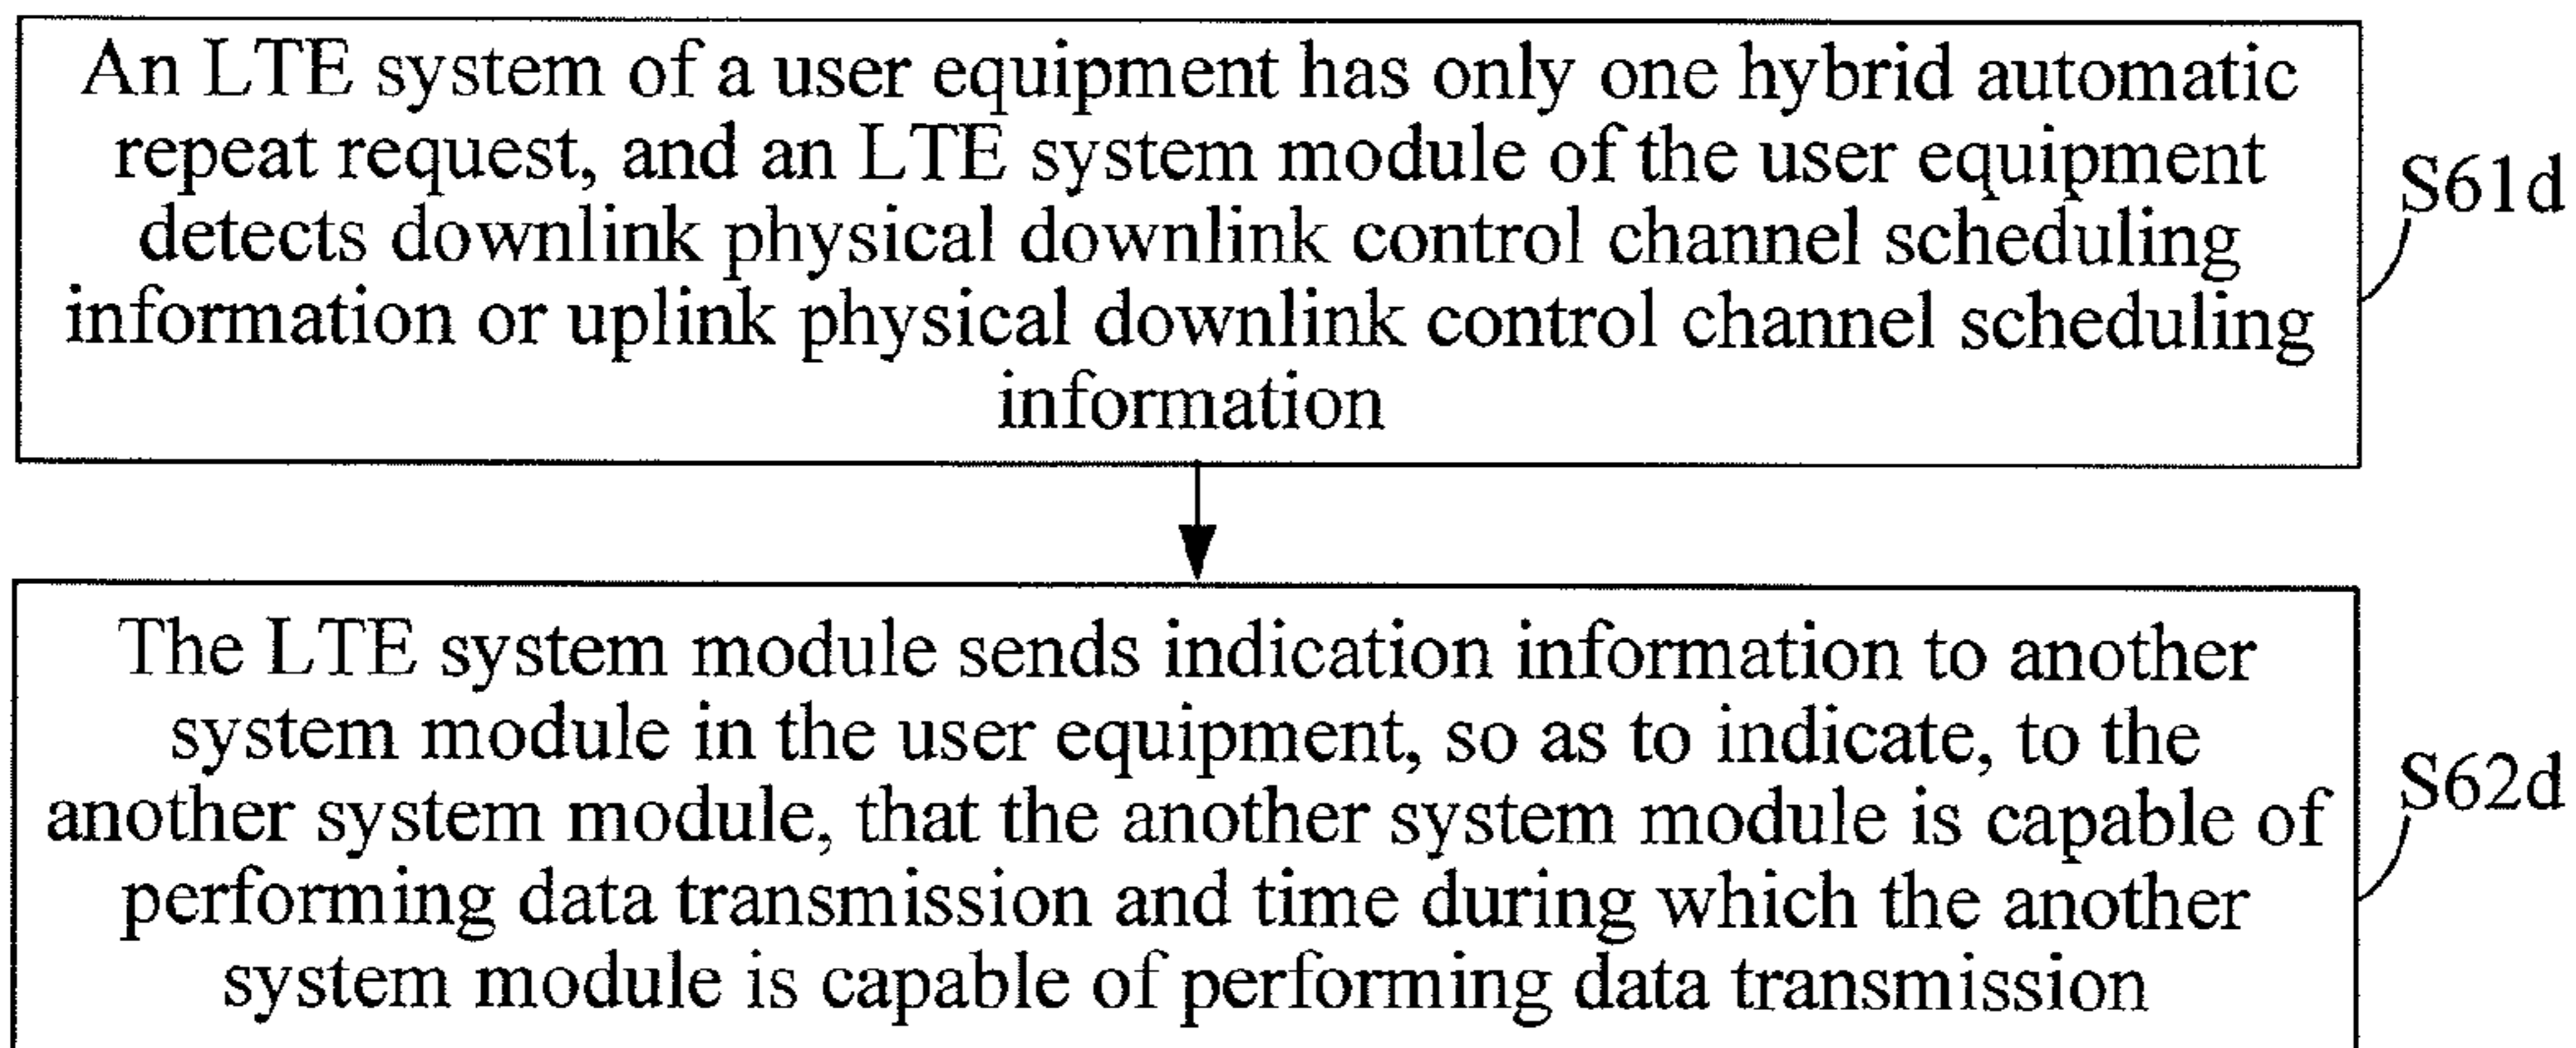 An LTE system of a user equipment has only one hybrid automatic
repeat request, and an LTE system module of the user equipment
detects downlink physical downlink control channel scheduling
information or uplink physical downlink control channel scheduling
information
S61d
The LTE system module sends indication information to another
system module in the user equipment, so as to indicate, to the
another system module, that the another system module is capable of
performing data transmission and time during which the another
system module is capable of performing data transmission
S62d